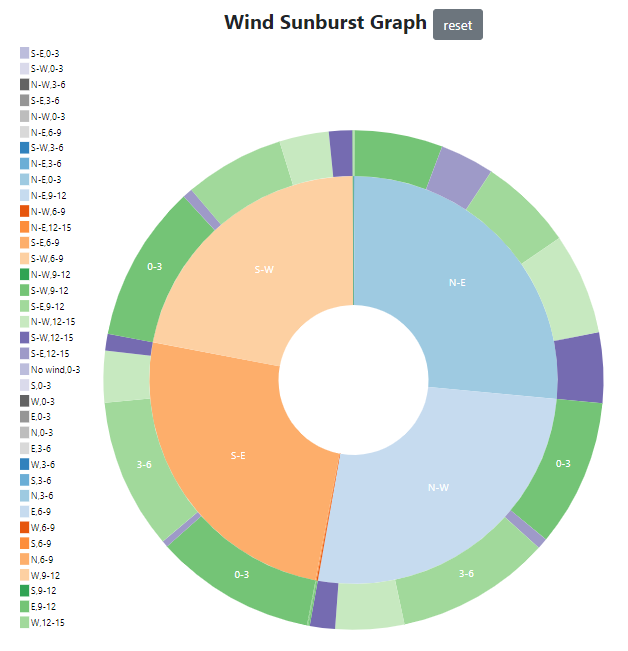 Wind Sunburst Graph reset
S-E,0-3
S-W,0-3
N-W,3-6
S-E,3-6
N-W,0-3
N-E,6-9
S-W,3-6
N-E,3-6
N-E,0-3
N-E,9-12
N-W,6-9
N-E,12-15
S-E,6-9
S-W,6-9
N-W,9-12
S-W,9-12
S-E,9-12
N-W,12-15
S-W,12-15
S-E,12-15
No wind,0-3
S,0-3
W,0-3
E,0-3
N,0-3
E,3-6
W,3-6
S,3-6
N,3-6
E,6-9
W,6-9
S,6-9
N,6-9
W,9-12
S,9-12
E,9-12
W,12-15
0-3
S-W
N-E
S-E
3-6
0-3
N-W
0-3
3-6